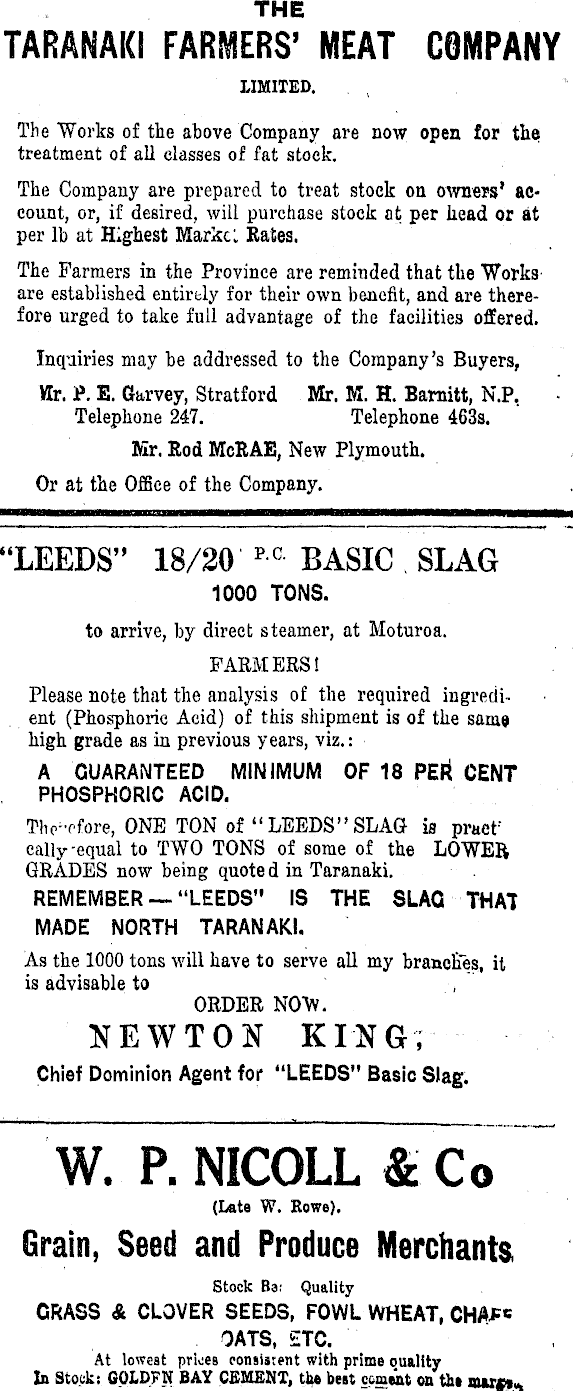 THE
TARANAKI FARMERS' MEAT COMPANY
LIMITED.
The Works of the above Company are now open for the
treatment of all classes of fat stock.
The Company are prepared to treat stock on owners' ac-
count, or, if desired, will purchase stock at per head or at
per lb at Highest Market Rates.
The Farmers in the Province are reminded that the Works
are established entirely for their own benefit, and are there-
fore urged to take full advantage of the facilities offered.
Inquiries may be addressed to the Company's Buyers,
Mr. P. E. Garvey, Stratford Mr. M. H. Barnitt, N.P.
Telephone 247. Telephone 463s.
Mr. Rod McRAE, New Plymouth.
Or at the Office of the Company.
"LEEDS" 18/20 P.C. BASIC SLAG
1000 TONS.
to arrive, by direct steamer, at Moturoa.
FARMERS!
Please note that the analysis of the required ingredi-
ent (Phosphoric Acid) of this shipment is of the same
high grade as in previous years, viz.:
A GUARANTEED MINIMUM OF 18 PER CENT
PHOSPHORIC ACID.
Therefore, ONE TON of "LEEDS" SLAG is pract-
cally equal to TWO TONS of some of the LOWER
GRADES now being quoted in Taranaki.
REMEMBER — "LEEDS" IS THE SLAG THAT
MADE NORTH TARANAKI.
As the 1000 tons will have to serve all my branches, it
is advisable to
ORDER NOW.
NEWTON KING,
Chief Dominion Agent for "LEEDS" Basic Slag.
W. P. NICOLL & Co
(Late W. Rowe).
Grain, Seed and Produce Merchants
Stock Quality
GRASS & CLOVER SEEDS, FOWL WHEAT, CHAFF
OATS, ETC.
At lowest prices consistent with prime quality
In Stock: GOLDEN BAY CEMENT, the best cement on the